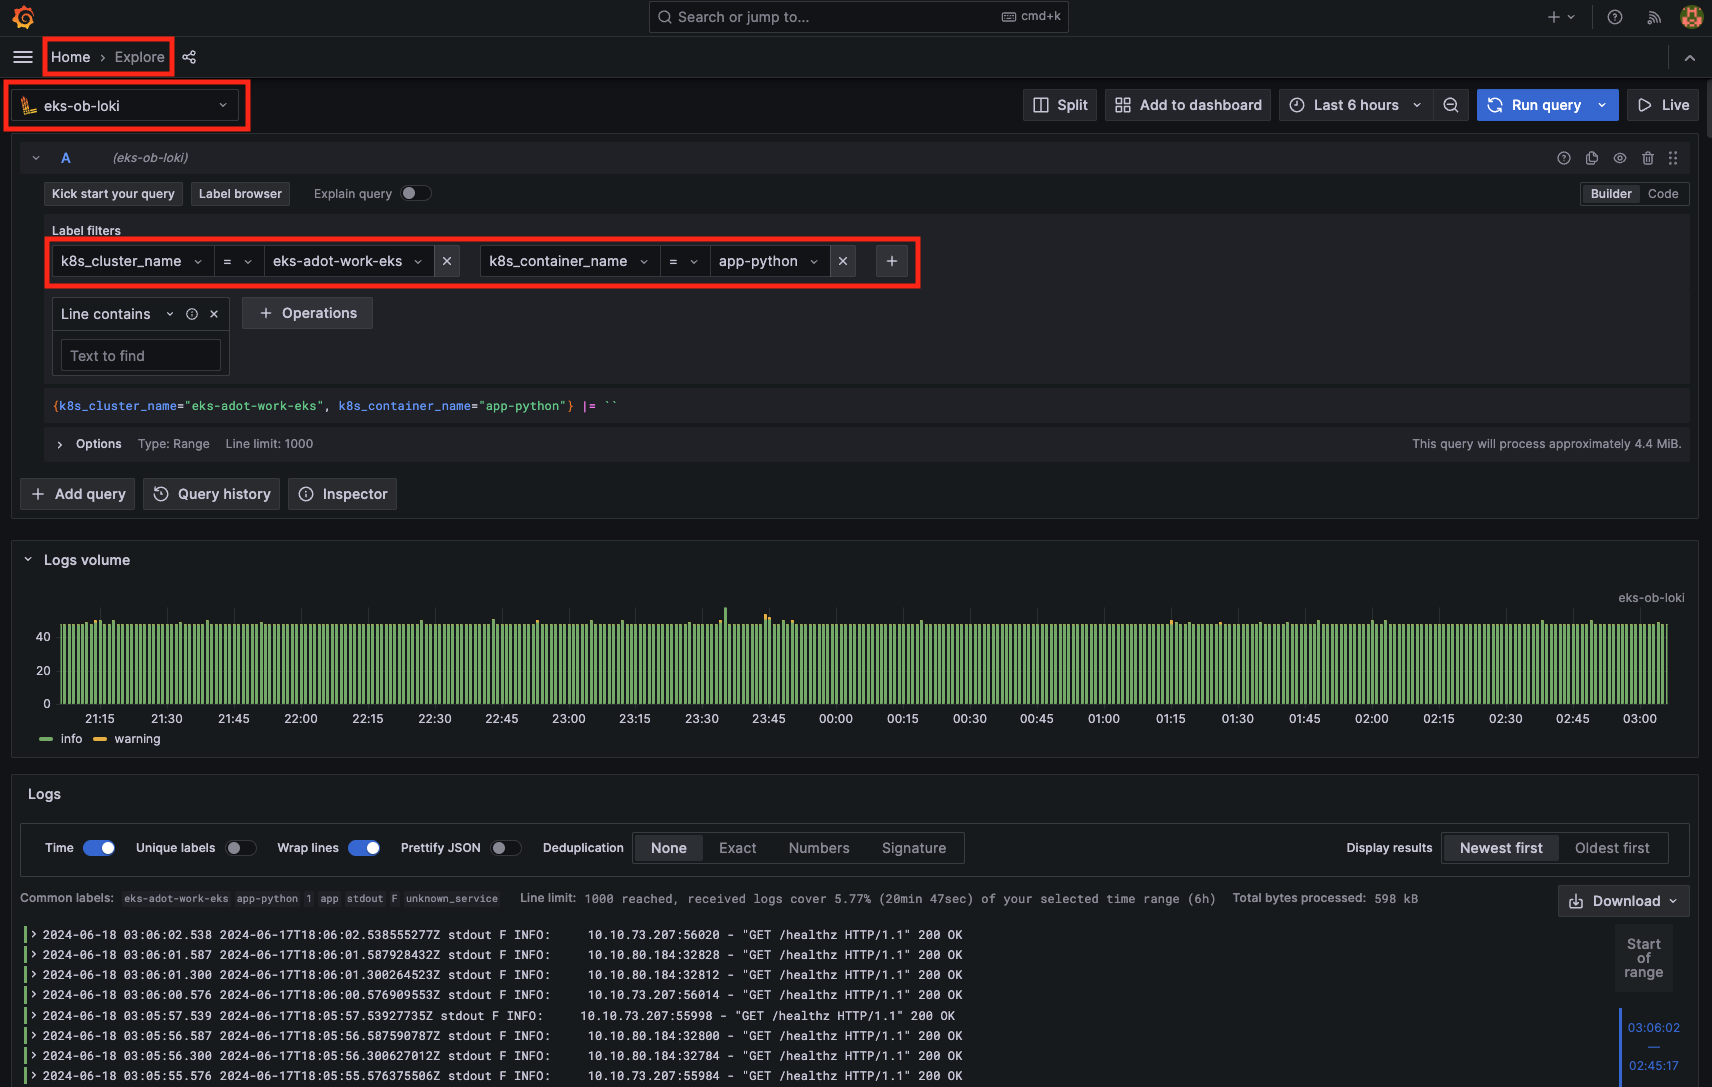 Search or jump to... cmd+k
Home › Explore
eks-ob-loki Split Add to dashboard Last 6 hours Run query Live
A (eks-ob-loki)
Kick start your query Label browser Explain query Builder Code
Label filters
k8s_cluster_name = eks-adot-work-eks k8s_container_name = app-python
Line contains + Operations
Text to find
{k8s_cluster_name="eks-adot-work-eks", k8s_container_name="app-python"} |= ``
Options Type: Range Line limit: 1000 This query will process approximately 4.4 MiB.
+ Add query Query history Inspector
Logs volume
eks-ob-loki
40
20
0
21:15 21:30 21:45 22:00 22:15 22:30 22:45 23:00 23:15 23:30 23:45 00:00 00:15 00:30 00:45 01:00 01:15 01:30 01:45 02:00 02:15 02:30 02:45 03:00
info warning
Logs
Time Unique labels Wrap lines Prettify JSON Deduplication None Exact Numbers Signature Display results Newest first Oldest first
Common labels: eks-adot-work-eks app-python 1 app stdout F unknown_service Line limit: 1000 reached, received logs cover 5.77% (20min 47sec) of your selected time range (6h) Total bytes processed: 598 kB Download
2024-06-18 03:06:02.538 2024-06-17T18:06:02.538555277Z stdout F INFO: 10.10.73.207:56020 - "GET /healthz HTTP/1.1" 200 OK
2024-06-18 03:06:01.587 2024-06-17T18:06:01.587928432Z stdout F INFO: 10.10.80.184:32828 - "GET /healthz HTTP/1.1" 200 OK
2024-06-18 03:06:01.300 2024-06-17T18:06:01.300264523Z stdout F INFO: 10.10.80.184:32812 - "GET /healthz HTTP/1.1" 200 OK
2024-06-18 03:06:00.576 2024-06-17T18:06:00.576909553Z stdout F INFO: 10.10.73.207:56014 - "GET /healthz HTTP/1.1" 200 OK
2024-06-18 03:05:57.539 2024-06-17T18:05:57.53927735Z stdout F INFO: 10.10.73.207:55998 - "GET /healthz HTTP/1.1" 200 OK
2024-06-18 03:05:56.587 2024-06-17T18:05:56.587590787Z stdout F INFO: 10.10.80.184:32800 - "GET /healthz HTTP/1.1" 200 OK
2024-06-18 03:05:56.300 2024-06-17T18:05:56.300627012Z stdout F INFO: 10.10.80.184:32784 - "GET /healthz HTTP/1.1" 200 OK
2024-06-18 03:05:55.576 2024-06-17T18:05:55.576375506Z stdout F INFO: 10.10.73.207:55984 - "GET /healthz HTTP/1.1" 200 OK
Start
of
range
03:06:02
—
02:45:17